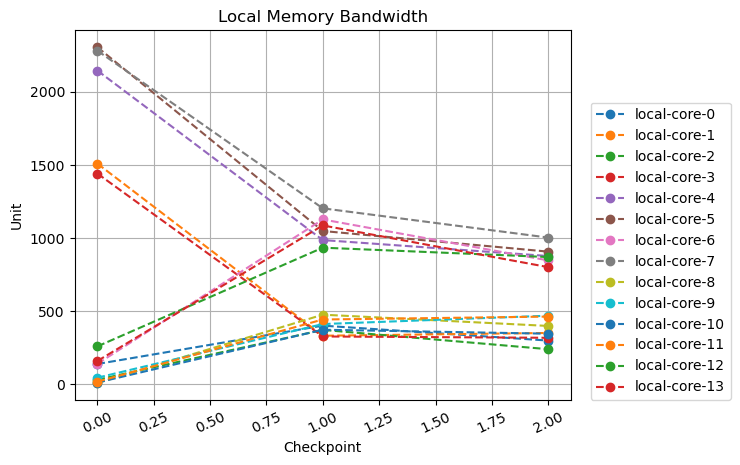 Local Memory Bandwidth
Unit
2000
1500
1000
500
0
0.00
0.25
0.50
0.75
1.00
1.25
1.50
1.75
2.00
Checkpoint
local-core-0
local-core-1
local-core-2
local-core-3
local-core-4
local-core-5
local-core-6
local-core-7
local-core-8
local-core-9
local-core-10
local-core-11
local-core-12
local-core-13